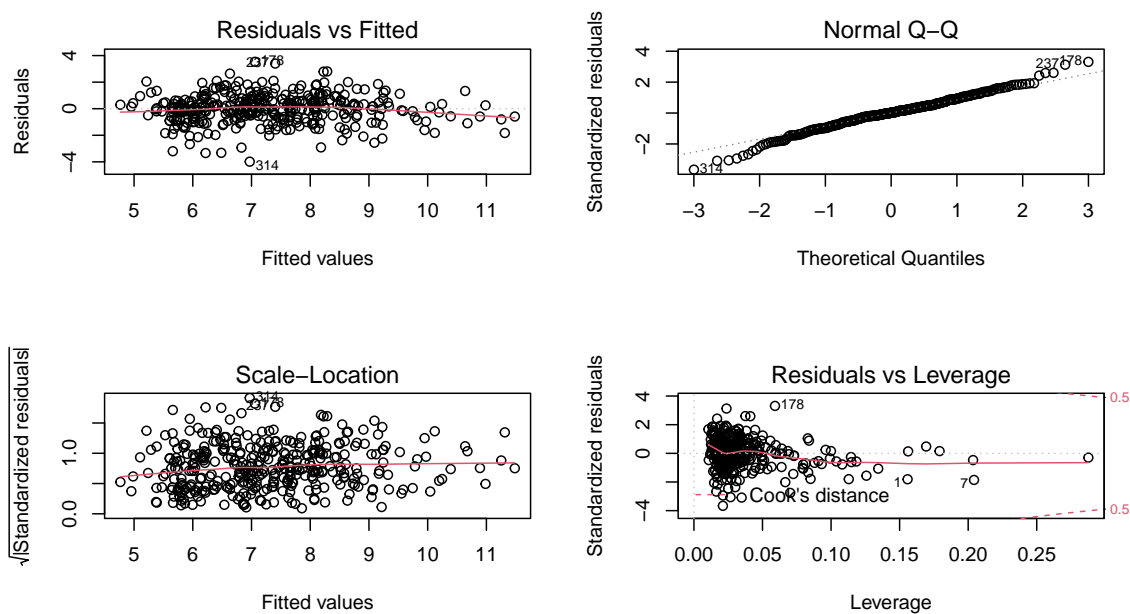 Residuals vs Fitted
Residuals
4
0
−4
5 6 7 8 9 10 11
Fitted values
237
178
314
Normal Q−Q
Standardized residuals
4
2
−2
−3 −2 −1 0 1 2 3
Theoretical Quantiles
237
178
314
Scale−Location
√|Standardized residuals|
1.0
0.0
5 6 7 8 9 10 11
Fitted values
314
237
Residuals vs Leverage
Standardized residuals
4
2
0
−4
0.00 0.05 0.10 0.15 0.20 0.25
Leverage
178
1
7
Cook's distance
0.5
0.5